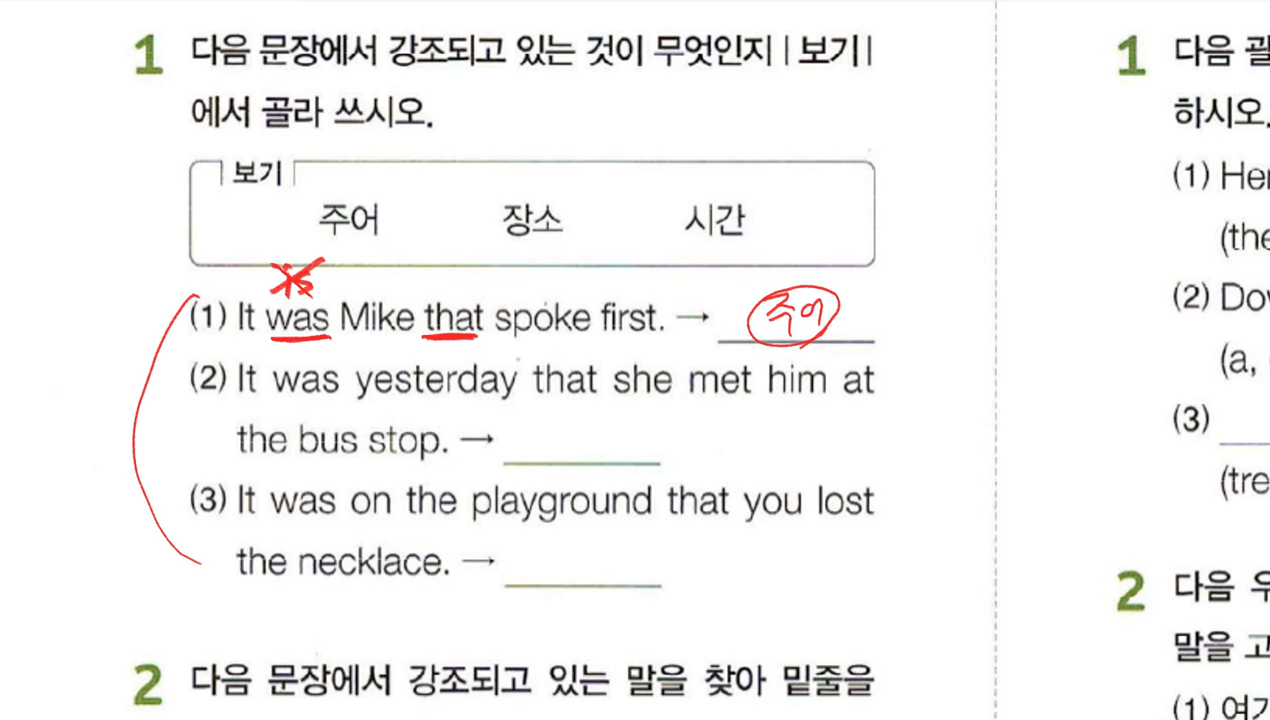 1 다음 문장에서 강조되고 있는 것이 무엇인지 | 보기 |
에서 골라 쓰시오.
보기
주어 장소 시간
(1) It was Mike that spoke first. → 주어
(2) It was yesterday that she met him at
the bus stop. →
(3) It was on the playground that you lost
the necklace. →
2 다음 문장에서 강조되고 있는 말을 찾아 밑줄을
1 다음 괄
하시오.
(1) Her
(the
(2) Dov
(a,
(3)
(tre
2 다음 우
말을 고
(1) 여기